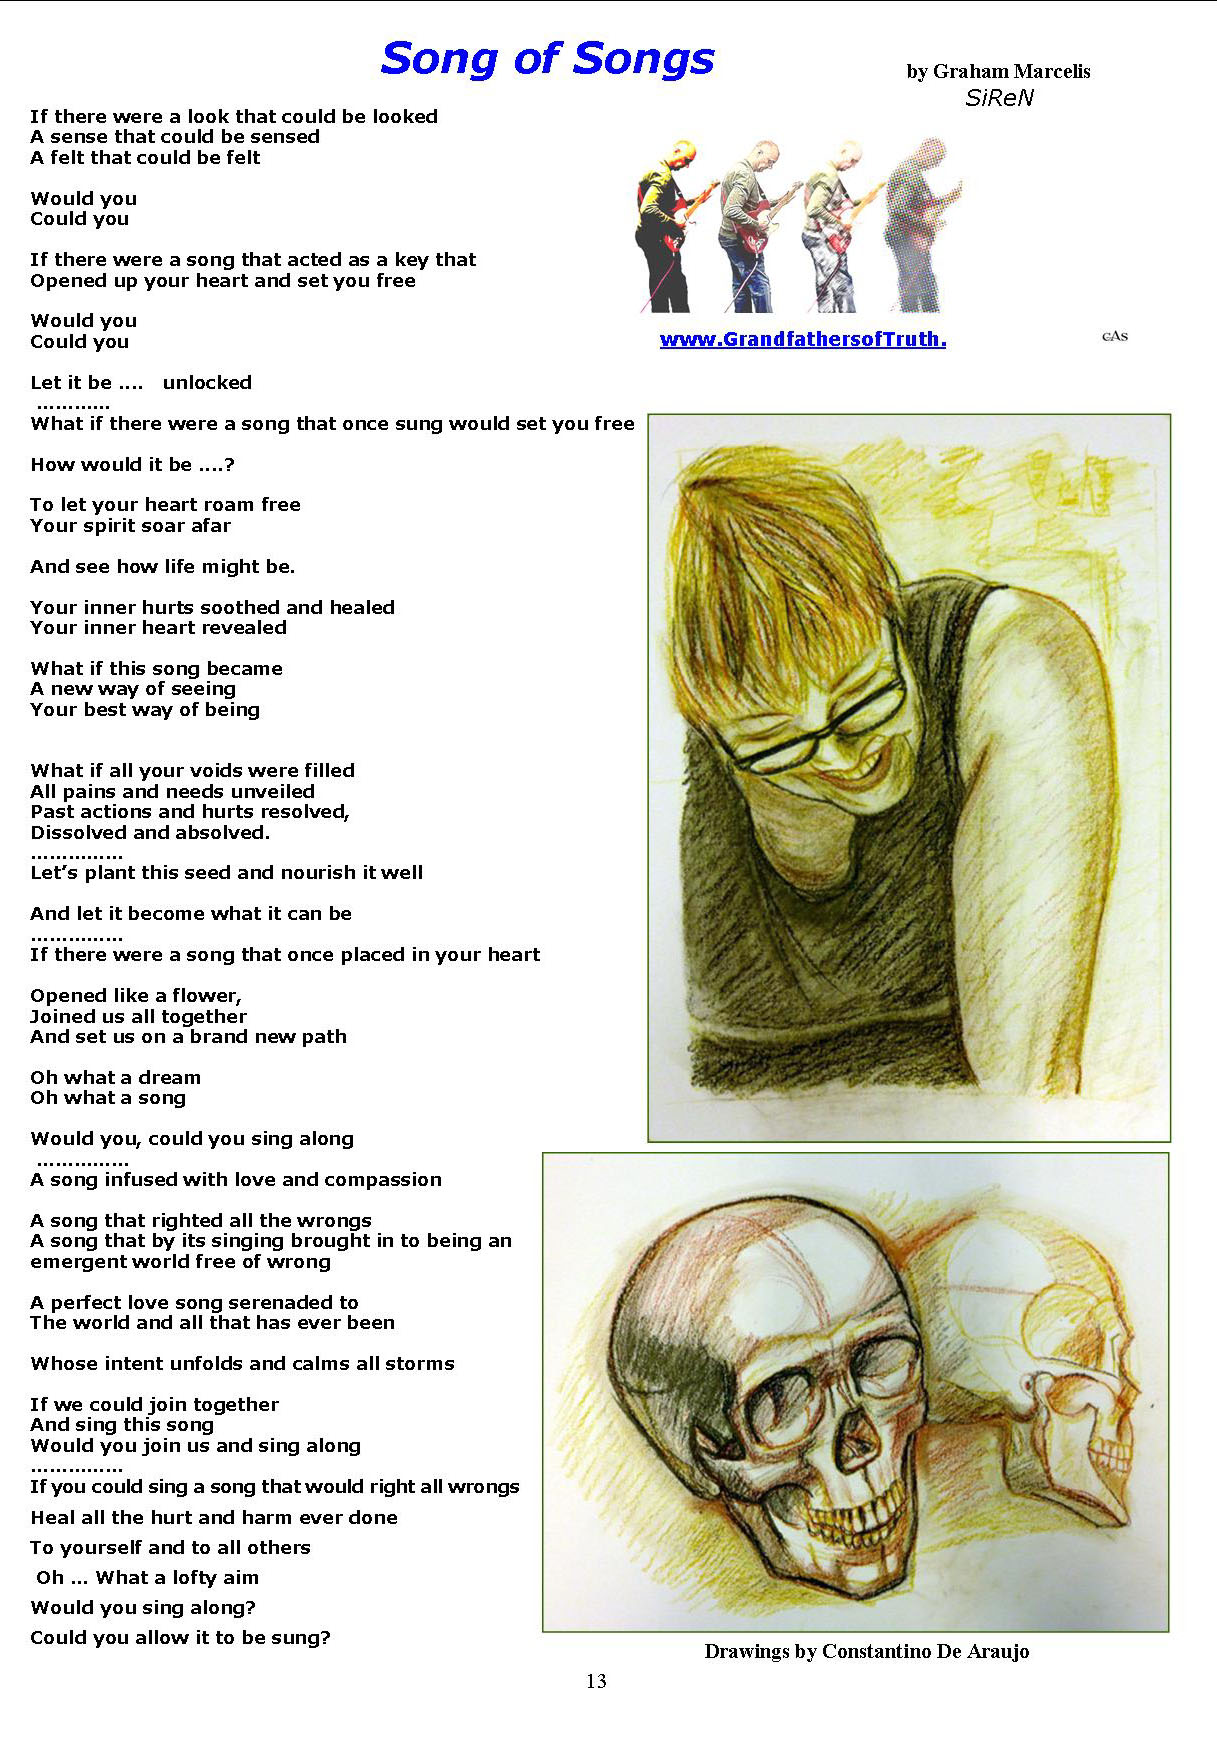 Song of Songs
by Graham Marcelis
SiReN
If there were a look that could be looked
A sense that could be sensed
A felt that could be felt
Would you
Could you
If there were a song that acted as a key that
Opened up your heart and set you free
Would you
Could you
Let it be .... unlocked
............
What if there were a song that once sung would set you free
How would it be ....?
To let your heart roam free
Your spirit soar afar
And see how life might be.
Your inner hurts soothed and healed
Your inner heart revealed
What if this song became
A new way of seeing
Your best way of being
What if all your voids were filled
All pains and needs unveiled
Past actions and hurts resolved,
Dissolved and absolved.
...............
Let’s plant this seed and nourish it well
And let it become what it can be
...............
If there were a song that once placed in your heart
Opened like a flower,
Joined us all together
And set us on a brand new path
Oh what a dream
Oh what a song
Would you, could you sing along
...............
A song infused with love and compassion
A song that righted all the wrongs
A song that by its singing brought in to being an
emergent world free of wrong
A perfect love song serenaded to
The world and all that has ever been
Whose intent unfolds and calms all storms
If we could join together
And sing this song
Would you join us and sing along
...............
If you could sing a song that would right all wrongs
Heal all the hurt and harm ever done
To yourself and to all others
Oh ... What a lofty aim
Would you sing along?
Could you allow it to be sung?
www.GrandfathersofTruth.
cAs
Drawings by Constantino De Araujo
13